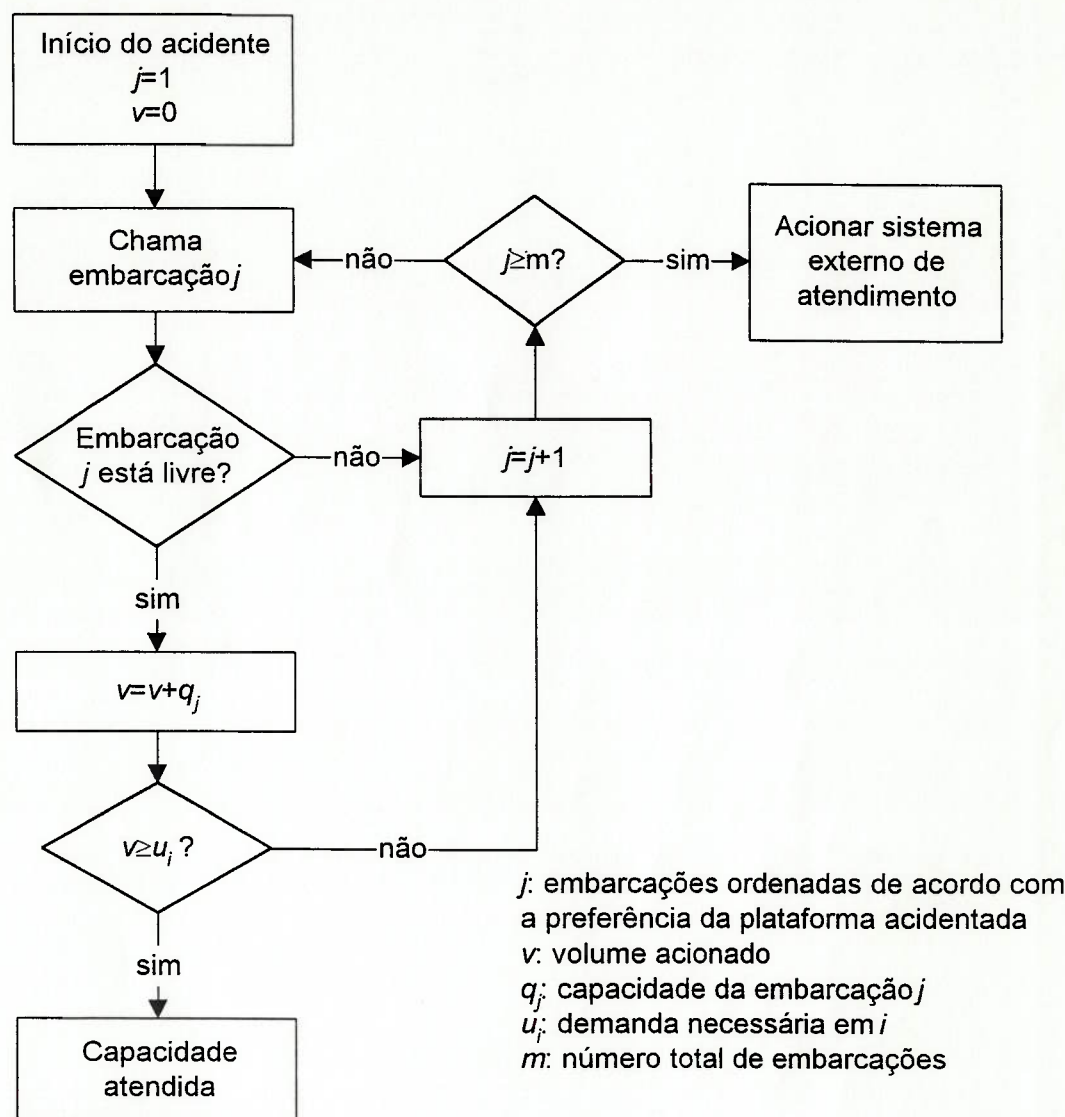 Início do acidente
j=1
v=0
Chama
embarcação j
não
j≥m?
sim
Acionar sistema
externo de
atendimento
Embarcação
j está livre?
não
j=j+1
sim
v=v+qj
v≥ui ?
não
sim
Capacidade
atendida
j: embarcações ordenadas de acordo com
a preferência da plataforma acidentada
v: volume acionado
qj: capacidade da embarcação j
ui: demanda necessária em i
m: número total de embarcações